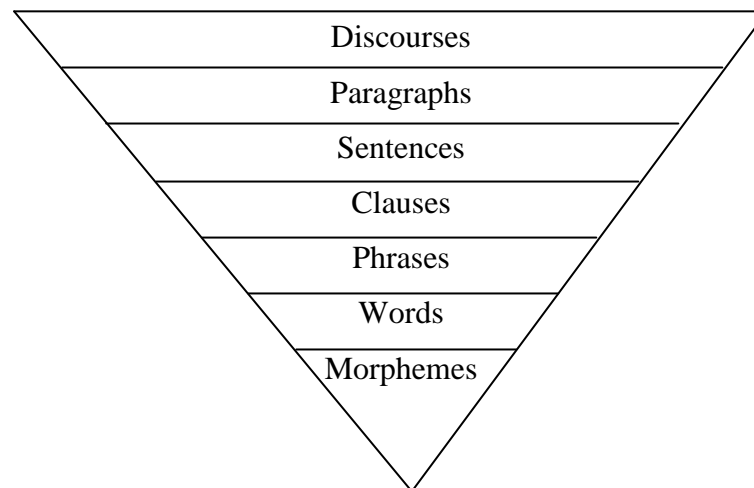 Discourses
Paragraphs
Sentences
Clauses
Phrases
Words
Morphemes